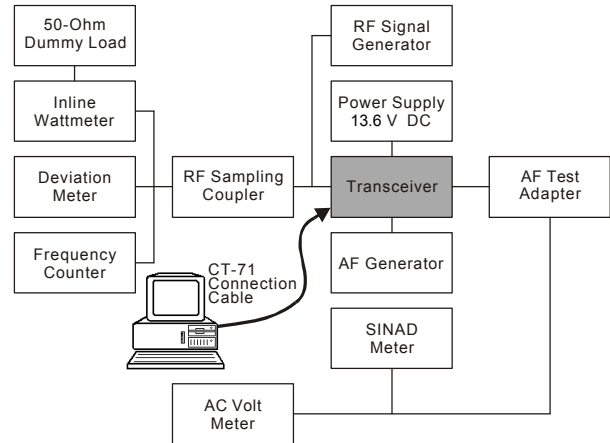 50-Ohm
Dummy Load
RF Signal
Generator
Inline
Wattmeter
Power Supply
13.6 V DC
Deviation
Meter
RF Sampling
Coupler
Transceiver
AF Test
Adapter
Frequency
Counter
CT-71
Connection
Cable
AF Generator
SINAD
Meter
AC Volt
Meter